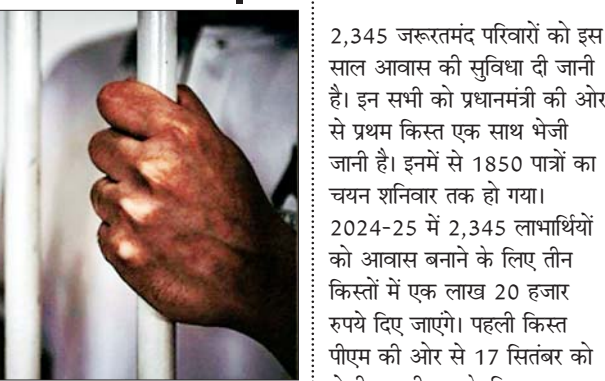 2,345 जरूरतमंद परिवारों को इस
साल आवास की सुविधा दी जानी
है। इन सभी को प्रधानमंत्री की ओर
से प्रथम किस्त एक साथ भेजी
जानी है। इनमें से 1850 पात्रों का
चयन शनिवार तक हो गया।
2024-25 में 2,345 लाभार्थियों
को आवास बनाने के लिए तीन
किस्तों में एक लाख 20 हजार
रुपये दिए जाएंगे। पहली किस्त
पीएम की ओर से 17 सितंबर को